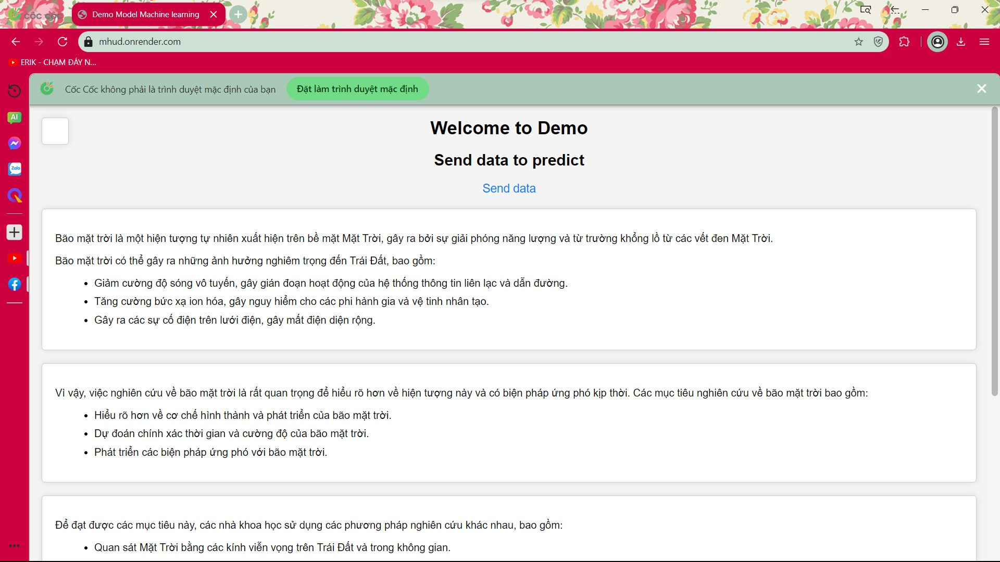 CỐC CỐC
Demo Model Machine learning
mhud.onrender.com
ERIK - CHẠM ĐÁY N...
Cốc Cốc không phải là trình duyệt mặc định của bạn
Đặt làm trình duyệt mặc định
AI
Zalo
Welcome to Demo
Send data to predict
Send data
Bão mặt trời là một hiện tượng tự nhiên xuất hiện trên bề mặt Mặt Trời, gây ra bởi sự giải phóng năng lượng và từ trường khổng lồ từ các vết đen Mặt Trời.
Bão mặt trời có thể gây ra những ảnh hưởng nghiêm trọng đến Trái Đất, bao gồm:
• Giảm cường độ sóng vô tuyến, gây gián đoạn hoạt động của hệ thống thông tin liên lạc và dẫn đường.
• Tăng cường bức xạ ion hóa, gây nguy hiểm cho các phi hành gia và vệ tinh nhân tạo.
• Gây ra các sự cố điện trên lưới điện, gây mất điện diện rộng.
Vì vậy, việc nghiên cứu về bão mặt trời là rất quan trọng để hiểu rõ hơn về hiện tượng này và có biện pháp ứng phó kịp thời. Các mục tiêu nghiên cứu về bão mặt trời bao gồm:
• Hiểu rõ hơn về cơ chế hình thành và phát triển của bão mặt trời.
• Dự đoán chính xác thời gian và cường độ của bão mặt trời.
• Phát triển các biện pháp ứng phó với bão mặt trời.
Để đạt được các mục tiêu này, các nhà khoa học sử dụng các phương pháp nghiên cứu khác nhau, bao gồm:
• Quan sát Mặt Trời bằng các kính viễn vọng trên Trái Đất và trong không gian.